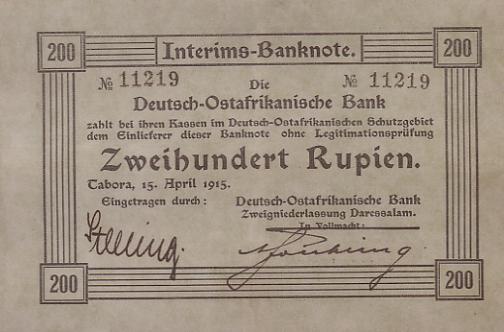 200 Interims-Banknote. 200
№ 11219 Die № 11219
Deutsch-Ostafrikanische Bank
zahlt bei ihren Kassen im Deutsch-Ostafrikanischen Schutzgebiet
dem Einlieferer dieser Banknote ohne Legitimationsprüfung
Zweihundert Rupien.
Tabora, 15. April 1915.
Eingetragen durch: Deutsch-Ostafrikanische Bank
Zweigniederlassung Daressalam.
In Vollmacht:
200 200